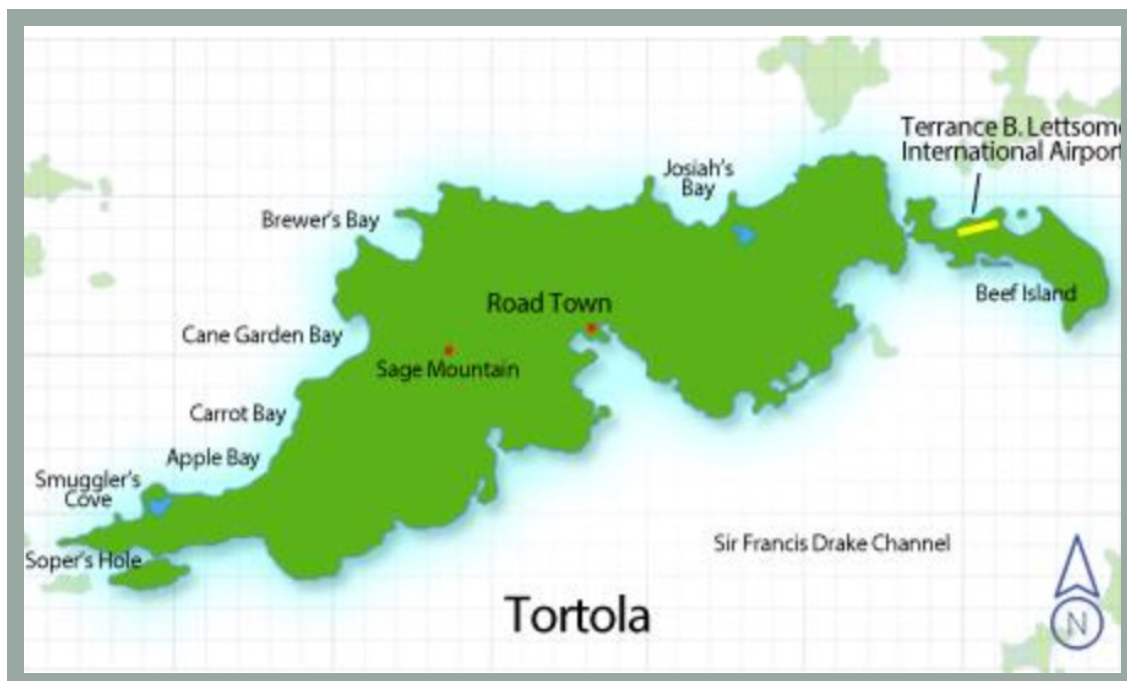 Terrance B. Lettsome
International Airport
Josiah's
Bay
Brewer's Bay
Beef Island
Road Town
Cane Garden Bay
Sage Mountain
Carrot Bay
Apple Bay
Smuggler's
Cove
Sir Francis Drake Channel
Soper's Hole
Tortola
N